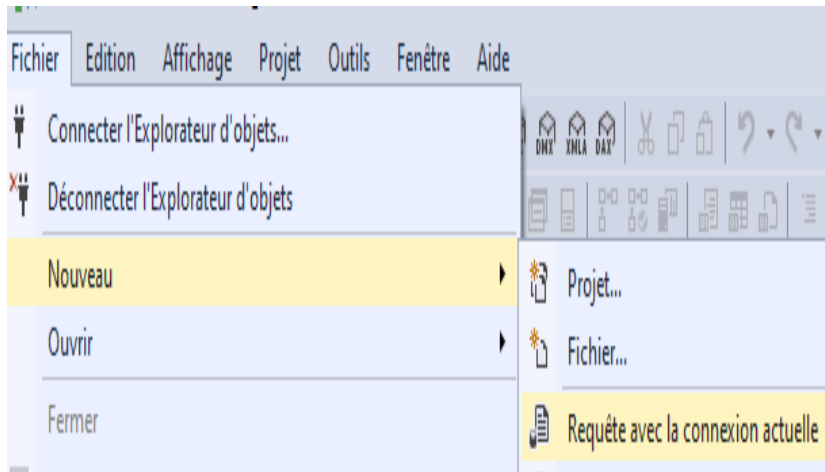 Fichier Edition Affichage Projet Outils Fenêtre Aide
Connecter l'Explorateur d'objets...
DMX XMLA DAX
Déconnecter l'Explorateur d'objets
Nouveau
Projet...
Ouvrir
Fichier...
Fermer
Requête avec la connexion actuelle